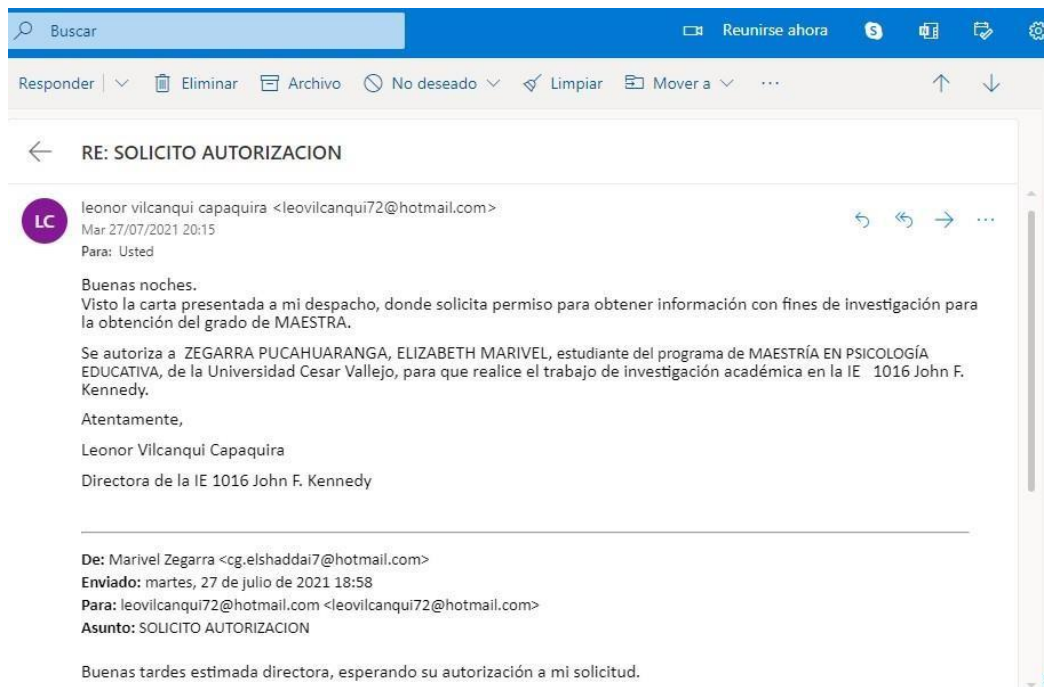 Buscar
Reunirse ahora
Responder
Eliminar
Archivo
No deseado
Limpiar
Mover a
RE: SOLICITO AUTORIZACION
LC
leonor vilcanqui capaquira <leovilcanqui72@hotmail.com>
Mar 27/07/2021 20:15
Para: Usted
Buenas noches.
Visto la carta presentada a mi despacho, donde solicita permiso para obtener información con fines de investigación para
la obtención del grado de MAESTRA.
Se autoriza a ZEGARRA PUCAHUARANGA, ELIZABETH MARIVEL, estudiante del programa de MAESTRÍA EN PSICOLOGÍA
EDUCATIVA, de la Universidad Cesar Vallejo, para que realice el trabajo de investigación académica en la IE 1016 John F.
Kennedy.
Atentamente,
Leonor Vilcanqui Capaquira
Directora de la IE 1016 John F. Kennedy
De: Marivel Zegarra <cg.elshaddai7@hotmail.com>
Enviado: martes, 27 de julio de 2021 18:58
Para: leovilcanqui72@hotmail.com <leovilcanqui72@hotmail.com>
Asunto: SOLICITO AUTORIZACION
Buenas tardes estimada directora, esperando su autorización a mi solicitud.